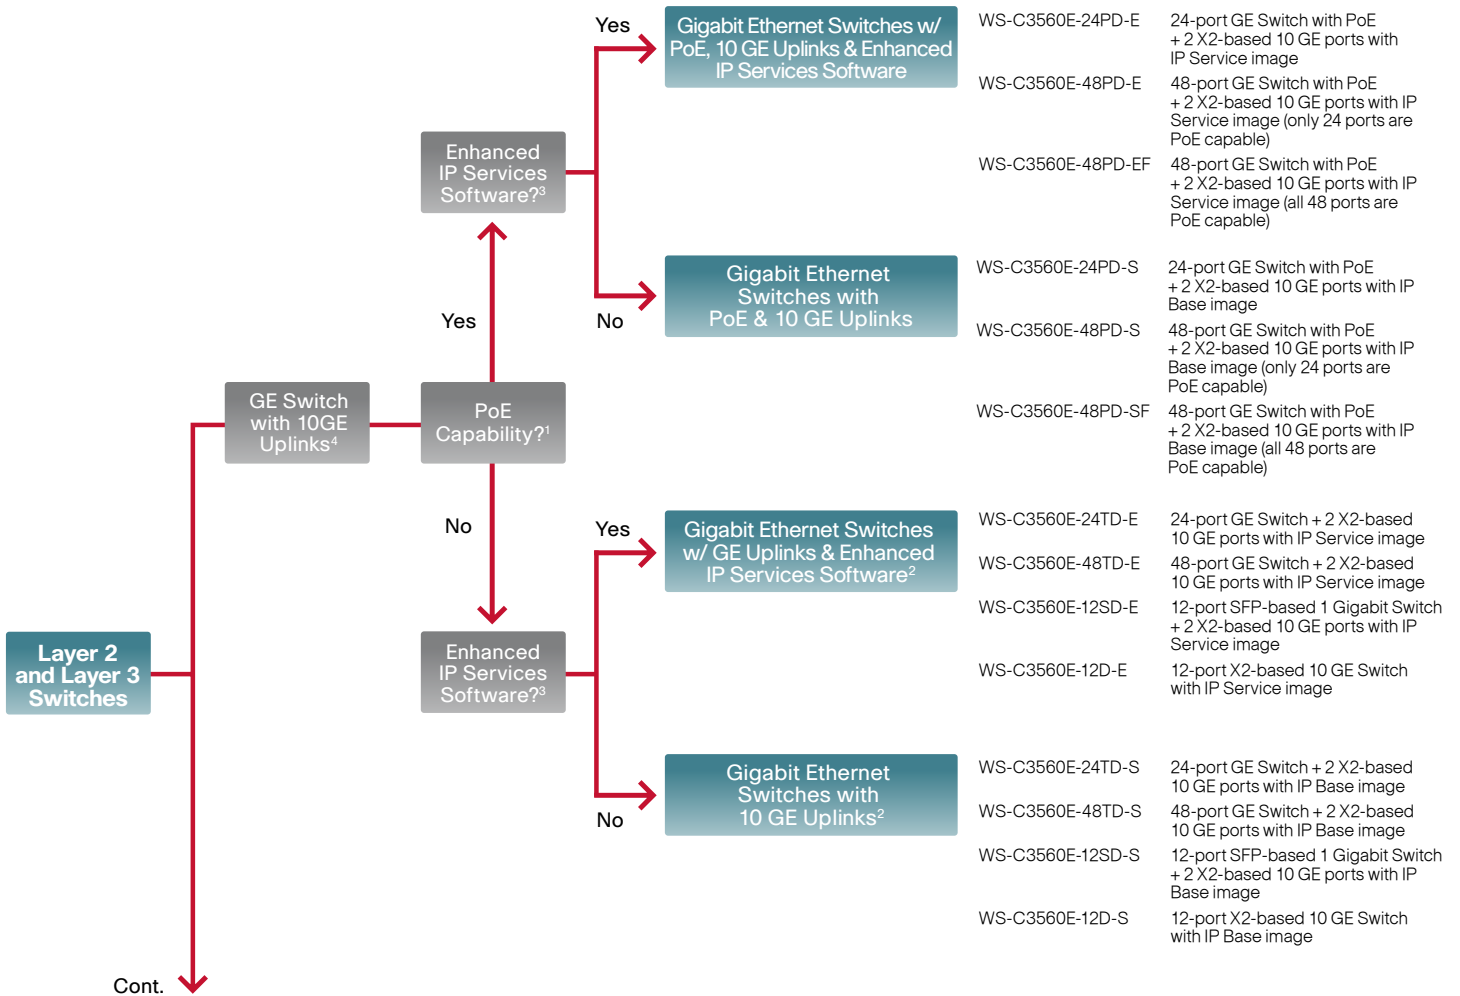 Layer 2
and Layer 3
Switches
Cont.
GE Switch
with 10GE
Uplinks⁴
PoE
Capability?¹
Yes
No
Enhanced
IP Services
Software?³
Yes
No
Gigabit Ethernet Switches w/
PoE, 10 GE Uplinks & Enhanced
IP Services Software
WS-C3560E-24PD-E
24-port GE Switch with PoE
+ 2 X2-based 10 GE ports with
IP Service image
WS-C3560E-48PD-E
48-port GE Switch with PoE
+ 2 X2-based 10 GE ports with IP
Service image (only 24 ports are
PoE capable)
WS-C3560E-48PD-EF
48-port GE Switch with PoE
+ 2 X2-based 10 GE ports with IP
Service image (all 48 ports are
PoE capable)
Gigabit Ethernet
Switches with
PoE & 10 GE Uplinks
WS-C3560E-24PD-S
24-port GE Switch with PoE
+ 2 X2-based 10 GE ports with IP
Base image
WS-C3560E-48PD-S
48-port GE Switch with PoE
+ 2 X2-based 10 GE ports with IP
Base image (only 24 ports are
PoE capable)
WS-C3560E-48PD-SF
48-port GE Switch with PoE
+ 2 X2-based 10 GE ports with IP
Base image (all 48 ports are
PoE capable)
Enhanced
IP Services
Software?³
Yes
No
Gigabit Ethernet Switches
w/ GE Uplinks & Enhanced
IP Services Software²
WS-C3560E-24TD-E
24-port GE Switch + 2 X2-based
10 GE ports with IP Service image
WS-C3560E-48TD-E
48-port GE Switch + 2 X2-based
10 GE ports with IP Service image
WS-C3560E-12SD-E
12-port SFP-based 1 Gigabit Switch
+ 2 X2-based 10 GE ports with IP
Service image
WS-C3560E-12D-E
12-port X2-based 10 GE Switch
with IP Service image
Gigabit Ethernet
Switches with
10 GE Uplinks²
WS-C3560E-24TD-S
24-port GE Switch + 2 X2-based
10 GE ports with IP Base image
WS-C3560E-48TD-S
48-port GE Switch + 2 X2-based
10 GE ports with IP Base image
WS-C3560E-12SD-S
12-port SFP-based 1 Gigabit Switch
+ 2 X2-based 10 GE ports with IP
Base image
WS-C3560E-12D-S
12-port X2-based 10 GE Switch
with IP Base image